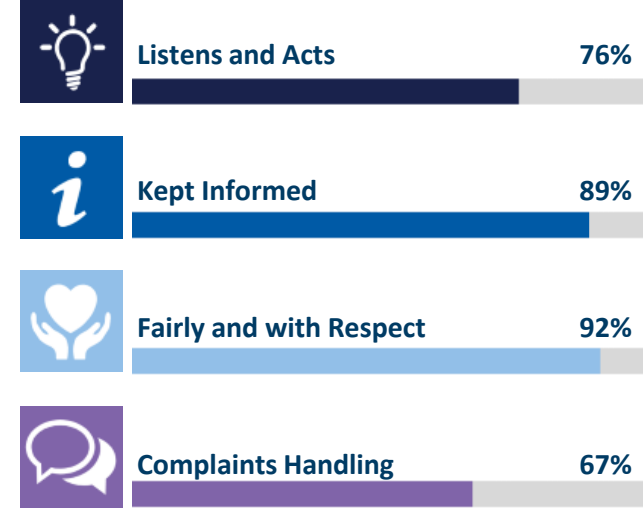 Listens and Acts 76%
Kept Informed 89%
Fairly and with Respect 92%
Complaints Handling 67%